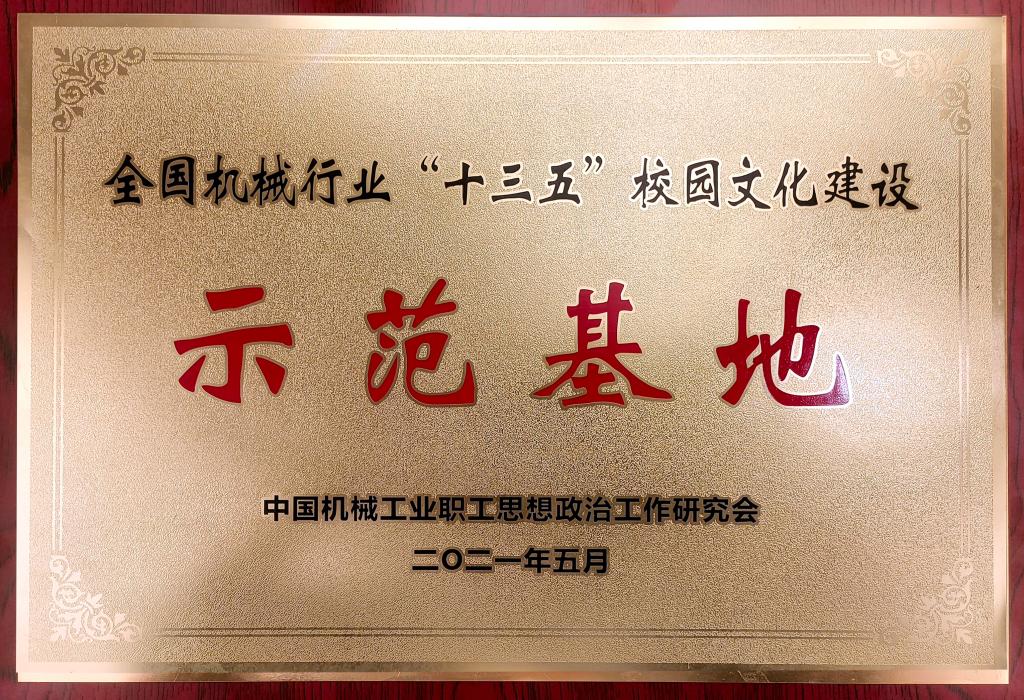 全国机械行业“十三五”校园文化建设
示范基地
中国机械工业职工思想政治工作研究会
二〇二一年五月